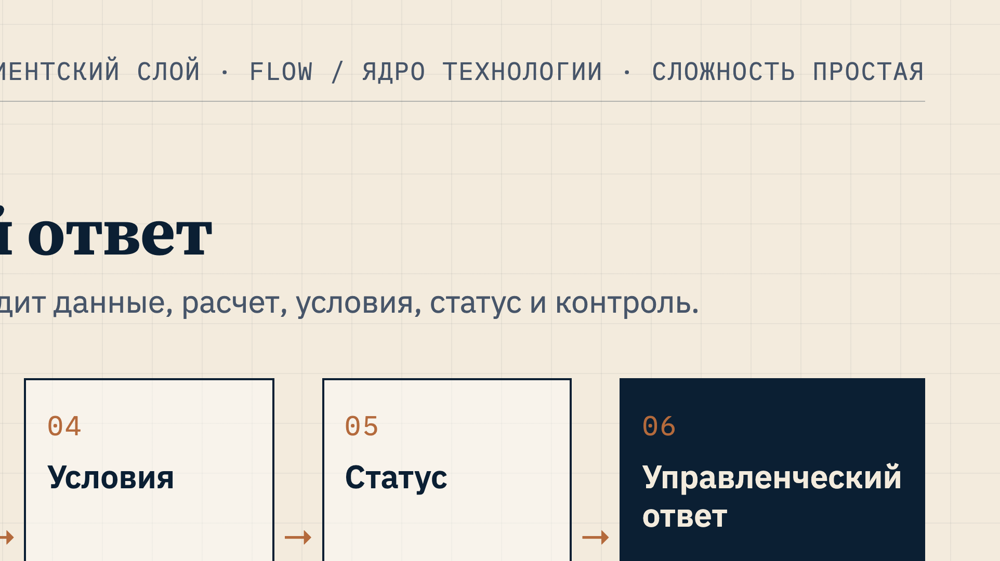 ИЕНТСКИЙ СЛОЙ · FLOW / ЯДРО ТЕХНОЛОГИИ · СЛОЖНОСТЬ ПРОСТАЯ
й ответ
дит данные, расчет, условия, статус и контроль.
04
Условия
→
05
Статус
→
06
Управленческий
ответ